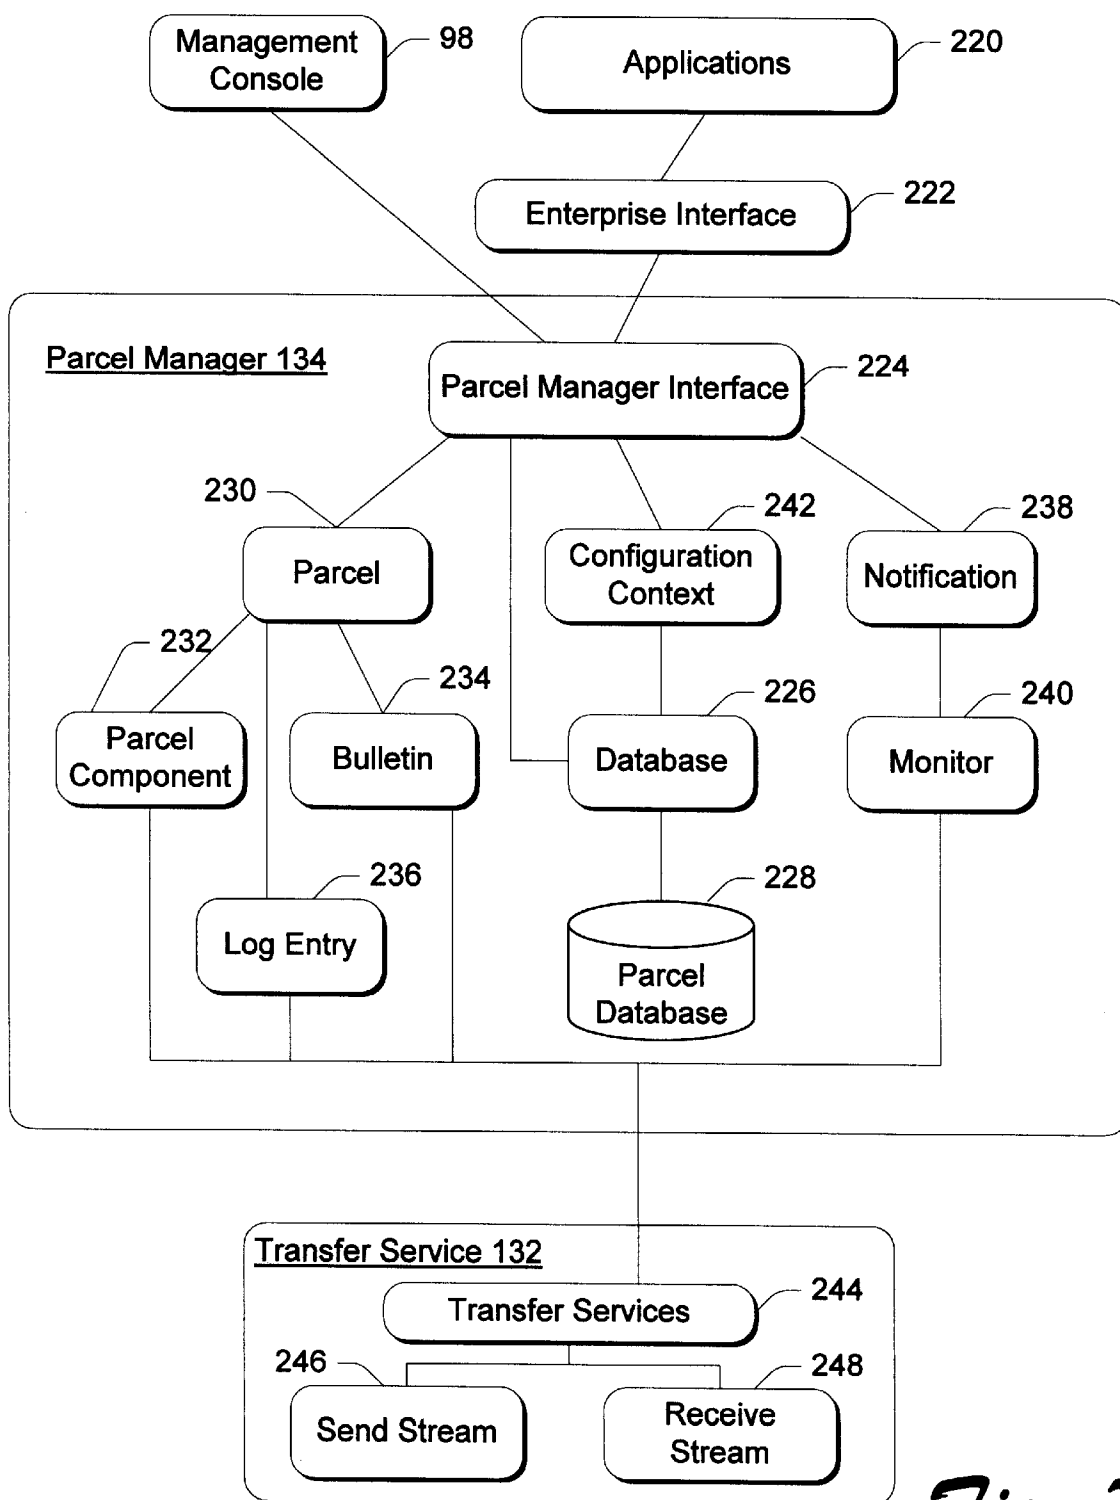 Management
Console
98
Applications
220
Enterprise Interface
222
Parcel Manager 134
Parcel Manager Interface
224
230
Parcel
242
Configuration
Context
238
Notification
232
Parcel
Component
234
Bulletin
226
Database
240
Monitor
236
Log Entry
228
Parcel
Database
Transfer Service 132
Transfer Services
244
246
Send Stream
248
Receive
Stream